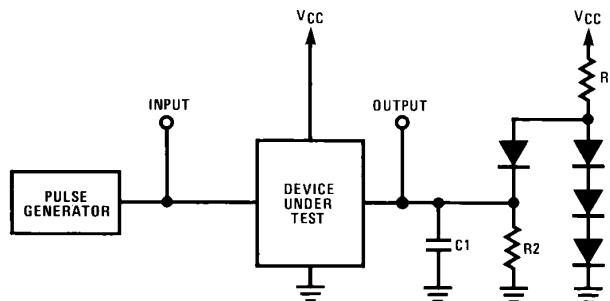 VCC
VCC
R
INPUT
OUTPUT
PULSE
GENERATOR
DEVICE
UNDER
TEST
C1
R2